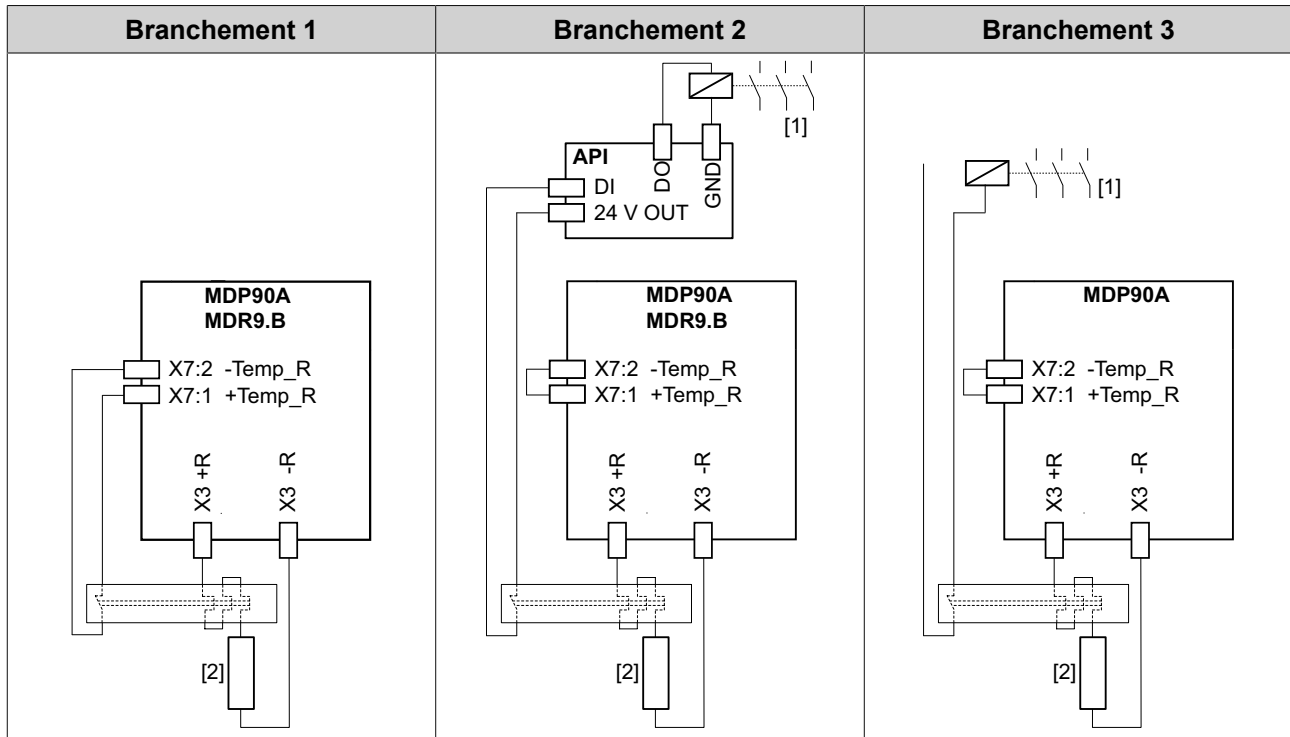 Branchement 1
Branchement 2
Branchement 3
MDP90A
MDR9.B
X7:2 -Temp_R
X7:1 +Temp_R
X3 +R
X3 -R
[2]
[1]
API
DO
GND
DI
24 V OUT
MDP90A
MDR9.B
X7:2 -Temp_R
X7:1 +Temp_R
X3 +R
X3 -R
[2]
[1]
MDP90A
X7:2 -Temp_R
X7:1 +Temp_R
X3 +R
X3 -R
[2]